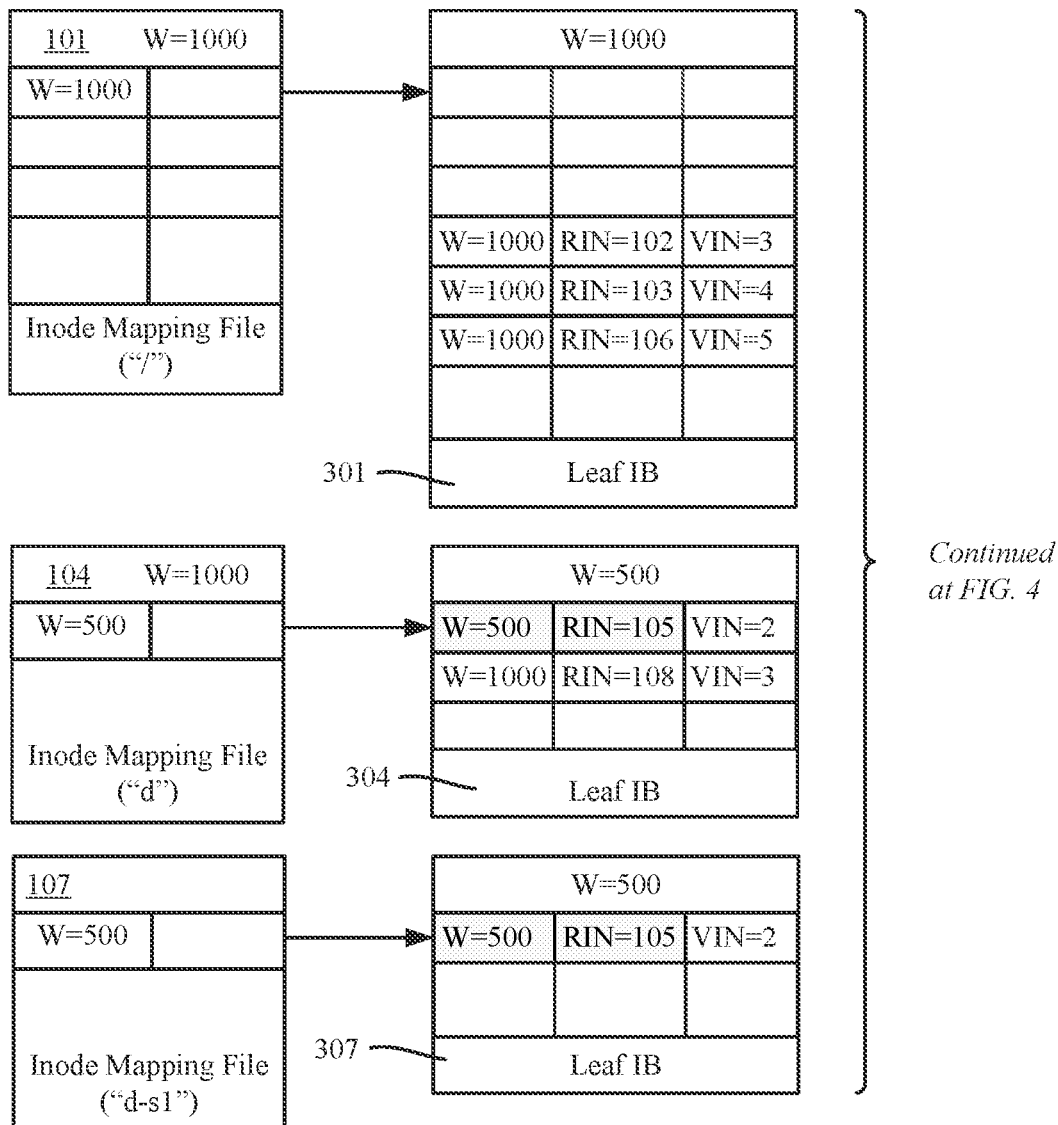 101 W=1000
W=1000
Inode Mapping File
(“/”)
W=1000
W=1000 RIN=102 VIN=3
W=1000 RIN=103 VIN=4
W=1000 RIN=106 VIN=5
301
Leaf IB
104 W=1000
W=500
Inode Mapping File
(“d”)
W=500
W=500 RIN=105 VIN=2
W=1000 RIN=108 VIN=3
304
Leaf IB
107
W=500
Inode Mapping File
(“d-s1”)
W=500
W=500 RIN=105 VIN=2
307
Leaf IB
Continued
at FIG. 4